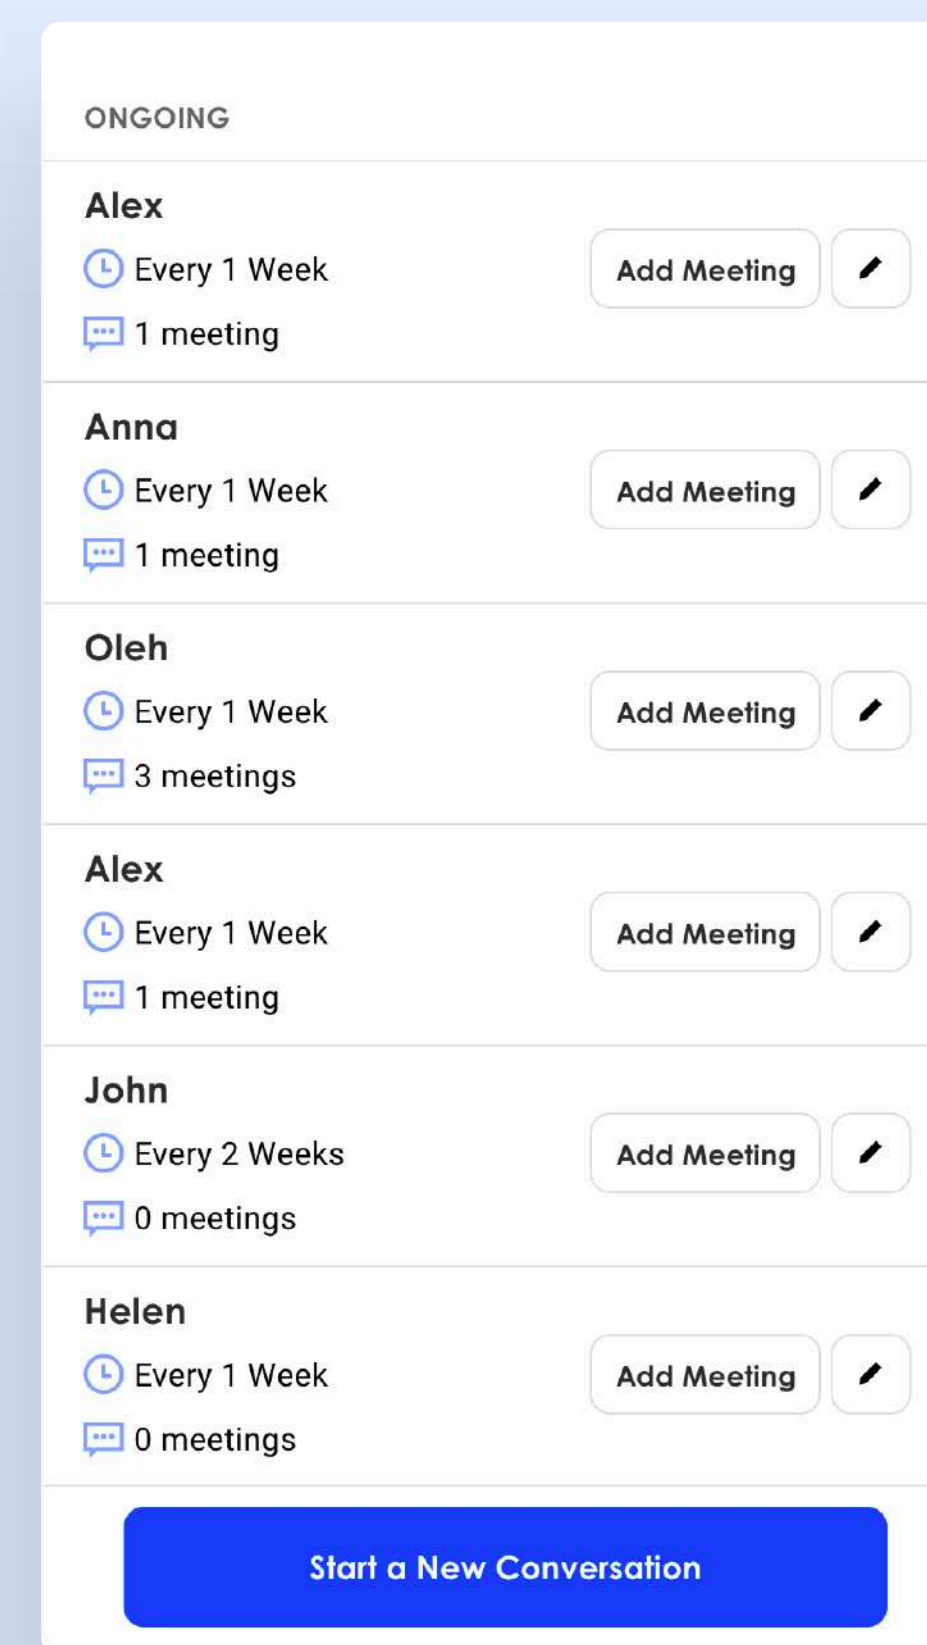 ONGOING
Alex
Every 1 Week
Add Meeting
1 meeting
Anna
Every 1 Week
Add Meeting
1 meeting
Oleh
Every 1 Week
Add Meeting
3 meetings
Alex
Every 1 Week
Add Meeting
1 meeting
John
Every 2 Weeks
Add Meeting
0 meetings
Helen
Every 1 Week
Add Meeting
0 meetings
Start a New Conversation